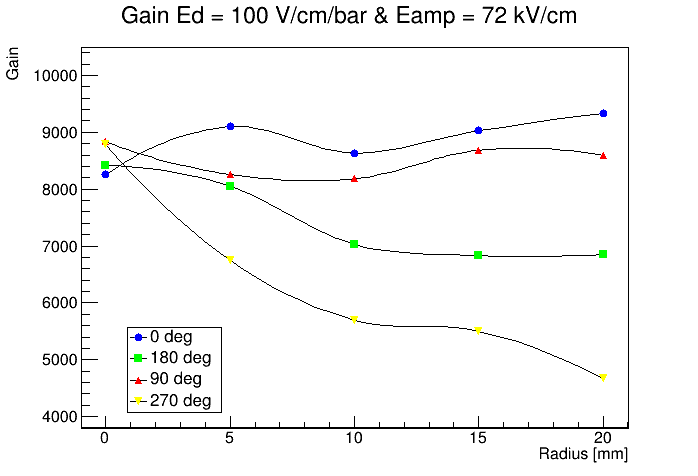 Gain Ed = 100 V/cm/bar & Eamp = 72 kV/cm
Gain
10000
9000
8000
7000
6000
5000
4000
0 deg
180 deg
90 deg
270 deg
0 5 10 15 20
Radius [mm]